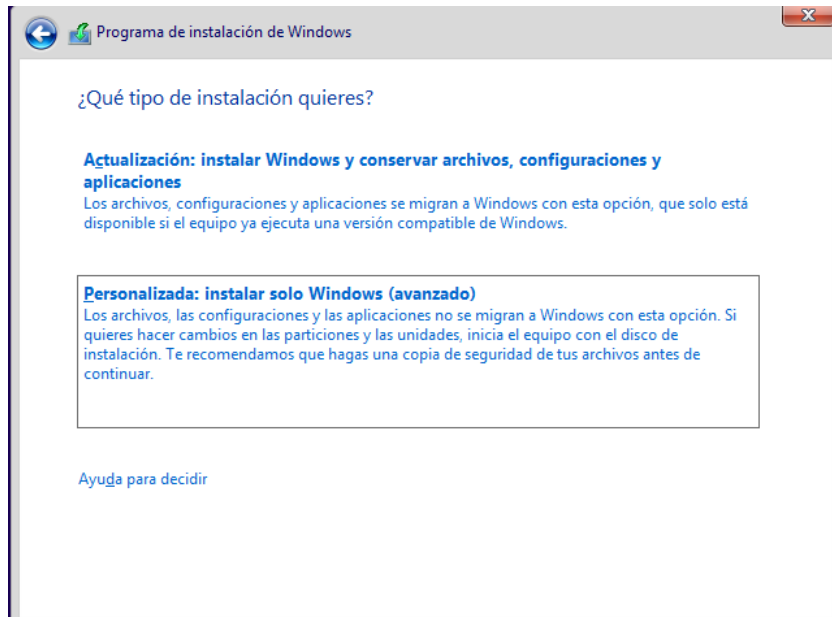 Programa de instalación de Windows
¿Qué tipo de instalación quieres?
Actualización: instalar Windows y conservar archivos, configuraciones y
aplicaciones
Los archivos, configuraciones y aplicaciones se migran a Windows con esta opción, que solo está
disponible si el equipo ya ejecuta una versión compatible de Windows.
Personalizada: instalar solo Windows (avanzado)
Los archivos, las configuraciones y las aplicaciones no se migran a Windows con esta opción. Si
quieres hacer cambios en las particiones y las unidades, inicia el equipo con el disco de
instalación. Te recomendamos que hagas una copia de seguridad de tus archivos antes de
continuar.
Ayuda para decidir